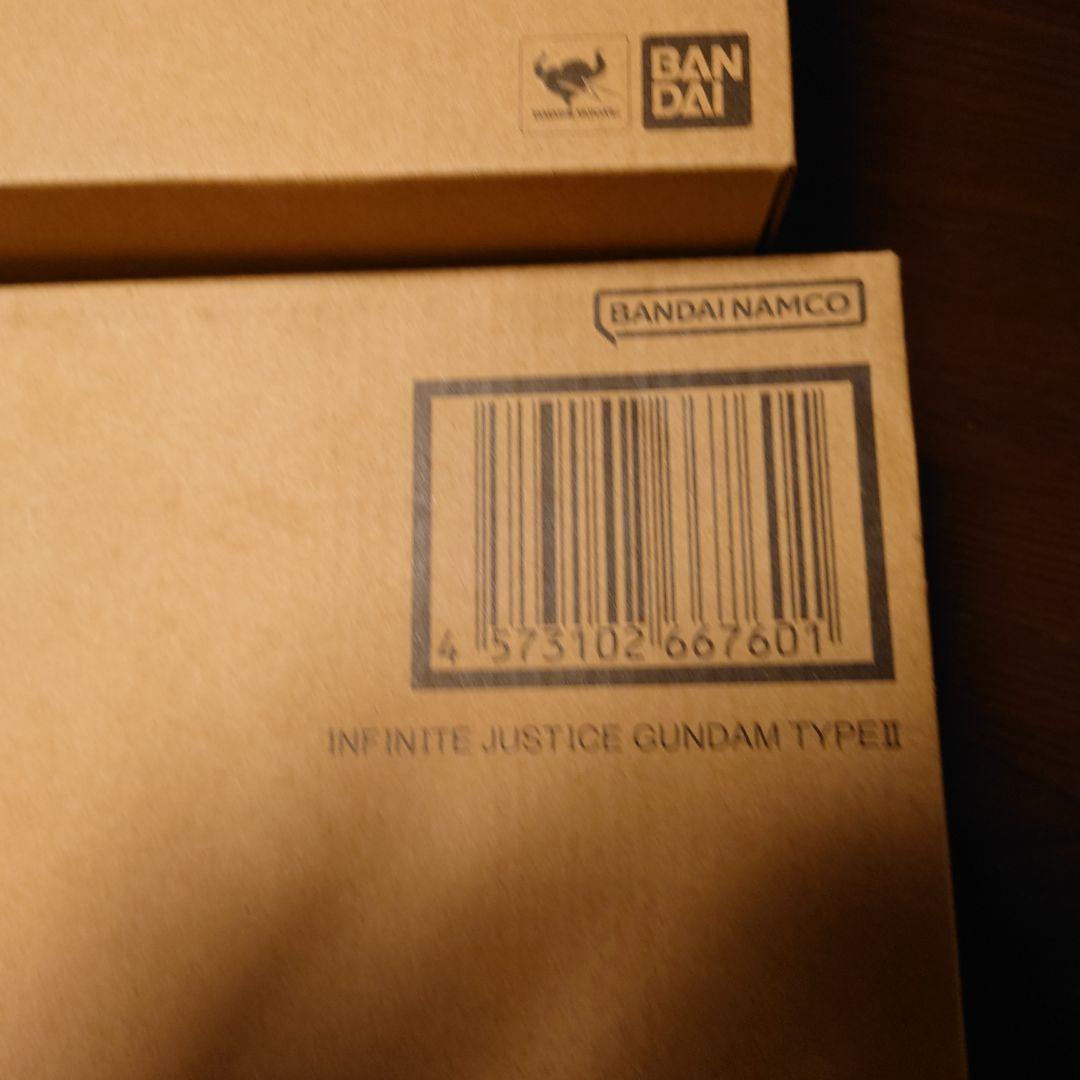 BAN
DAI
BANDAI NAMCO
4 573102 667601
INFINITE JUSTICE GUNDAM TYPEII